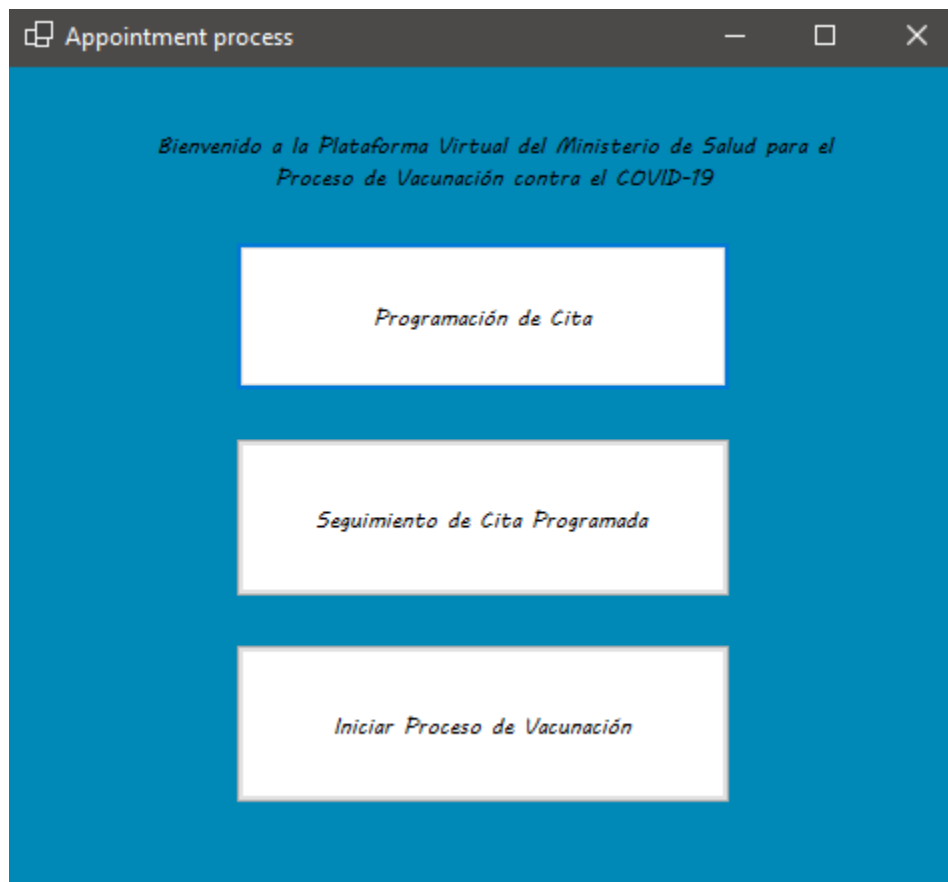 Appointment process
Bienvenido a la Plataforma Virtual del Ministerio de Salud para el
Proceso de Vacunación contra el COVID-19
Programación de Cita
Seguimiento de Cita Programada
Iniciar Proceso de Vacunación